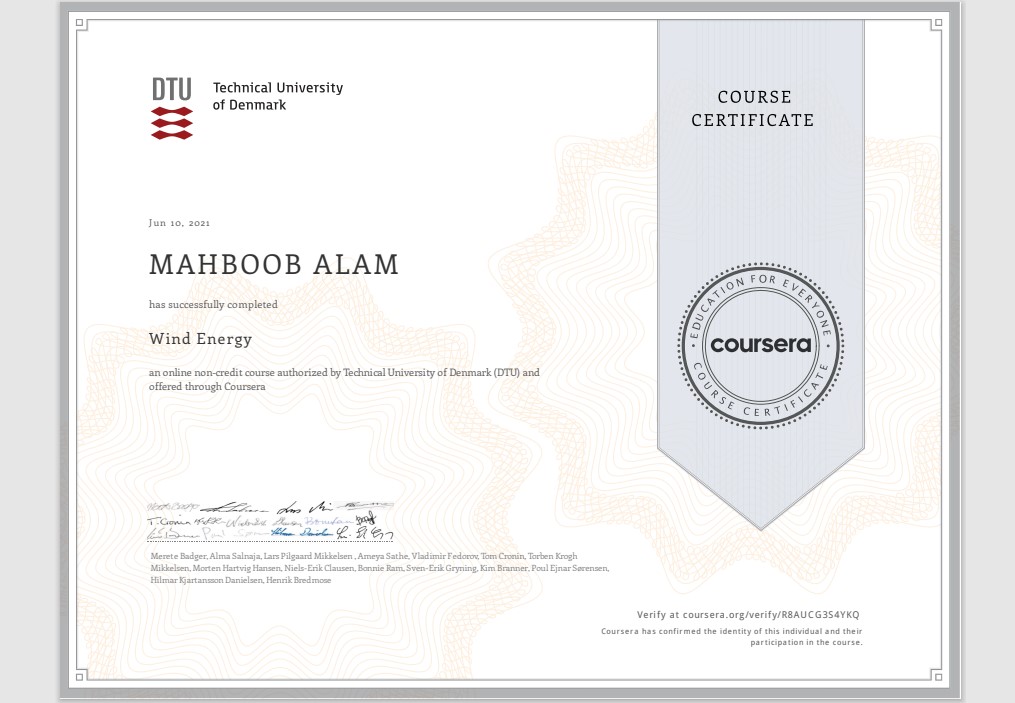 DTU
Technical University
of Denmark
COURSE
CERTIFICATE
Jun 10, 2021
MAHBOOB ALAM
has successfully completed
Wind Energy
an online non-credit course authorized by Technical University of Denmark (DTU) and
offered through Coursera
EDUCATION FOR EVERYONE
coursera
COURSE CERTIFICATE
T. Cronin
Merete Badger, Alma Salnaja, Lars Pilgaard Mikkelsen , Ameya Sathe, Vladimir Fedorov, Tom Cronin, Torben Krogh
Mikkelsen, Morten Hartvig Hansen, Niels-Erik Clausen, Bonnie Ram, Sven-Erik Gryning, Kim Branner, Poul Ejnar Sørensen,
Hilmar Kjartansson Danielsen, Henrik Bredmose
Verify at coursera.org/verify/R8AUCG3S4YKQ
Coursera has confirmed the identity of this individual and their
participation in the course.